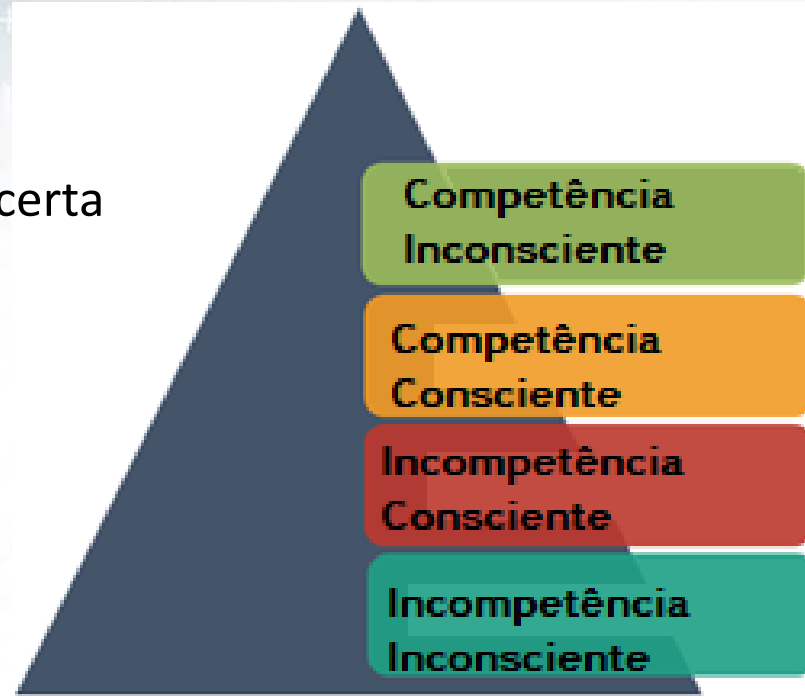 certa
Competência
Inconsciente
Competência
Consciente
Incompetência
Consciente
Incompetência
Inconsciente